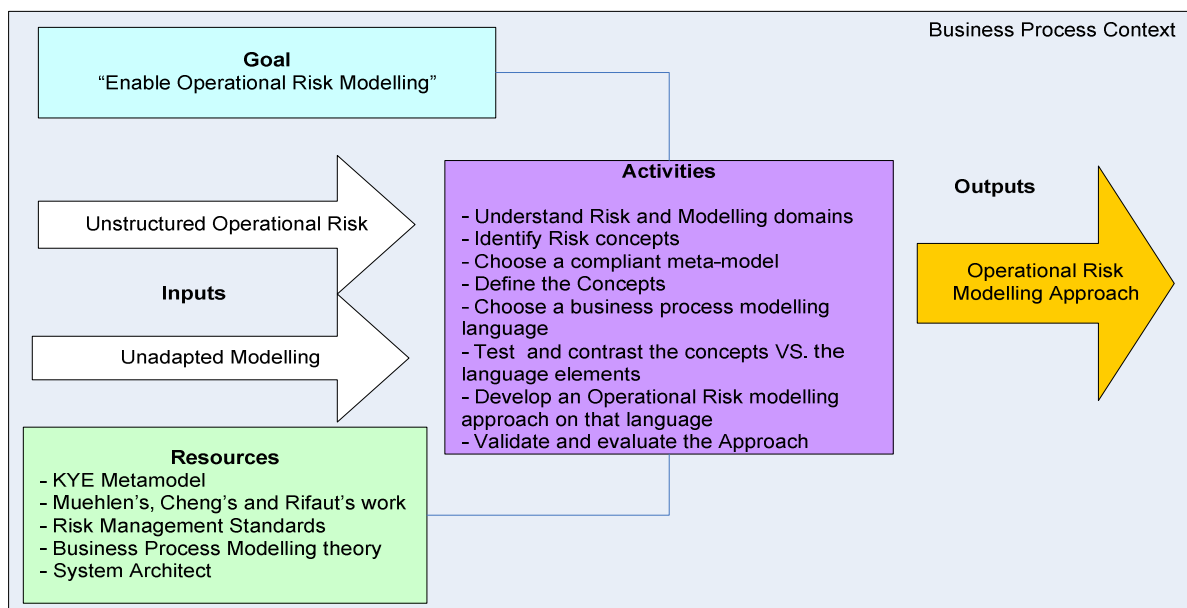 Business Process Context
Goal
“Enable Operational Risk Modelling”
Unstructured Operational Risk
Inputs
Unadapted Modelling
Resources
- KYE Metamodel
- Muehlen’s, Cheng’s and Rifaut’s work
- Risk Management Standards
- Business Process Modelling theory
- System Architect
Activities
- Understand Risk and Modelling domains
- Identify Risk concepts
- Choose a compliant meta-model
- Define the Concepts
- Choose a business process modelling
language
- Test and contrast the concepts VS. the
language elements
- Develop an Operational Risk modelling
approach on that language
- Validate and evaluate the Approach
Outputs
Operational Risk
Modelling Approach